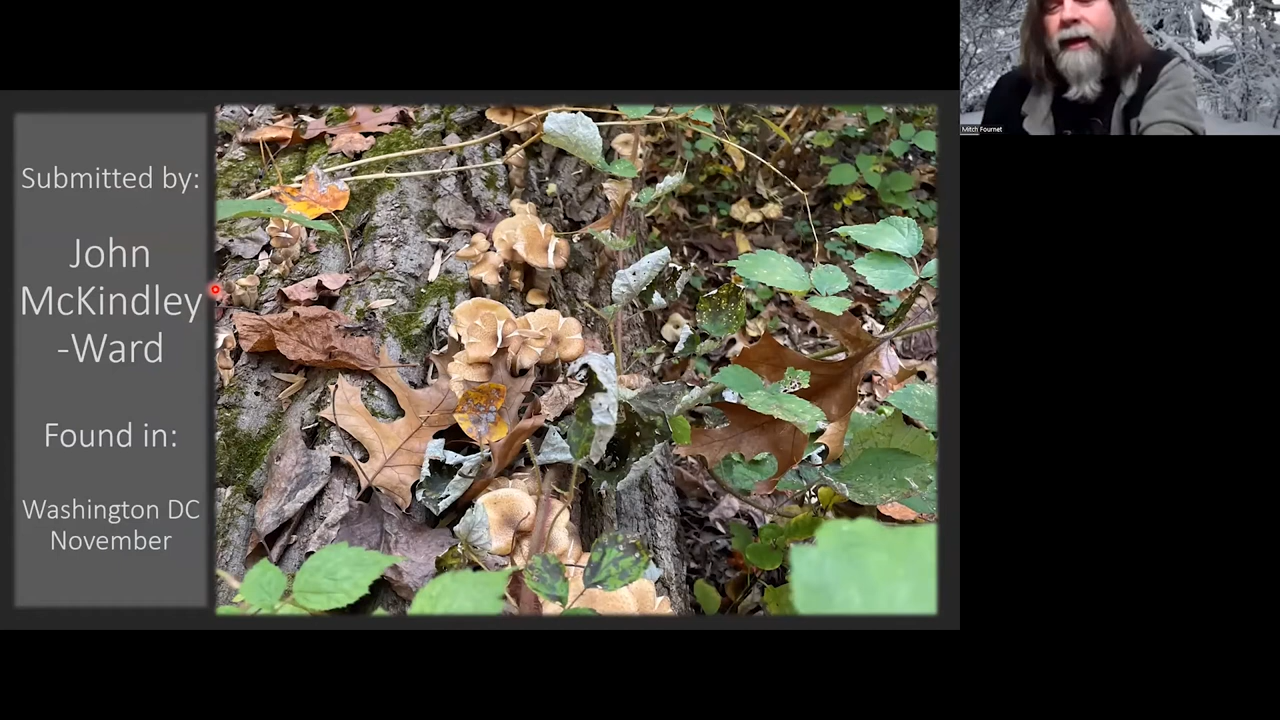 Submitted by:
John
McKindley
-Ward
Found in:
Washington DC
November
Mitch Fournet